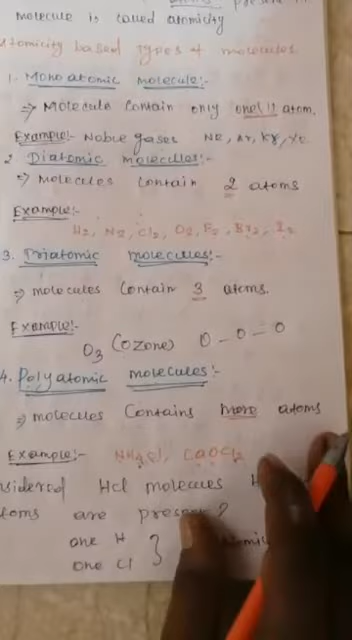 molecule is called atomicity
Atomicity based Types of molecules
1. Monoatomic molecule:-
⇒ Molecule contain only one(1) atom.
Example:- Noble gases Ne, Ar, Kr, Xe.
2. Diatomic molecules:-
⇒ molecules contain 2 atoms
Example:-
H2, N2, Cl2, O2, F2, Br2, I2
3. Triatomic molecules:-
⇒ molecules contain 3 atoms.
Example:-
O3 (ozone) O - O = O
4. Polyatomic molecules:-
⇒ molecules contains more atoms
Example:- NH4Cl, CaOCl2
nsidered Hcl molecules H
toms are present?
one H
one Cl }